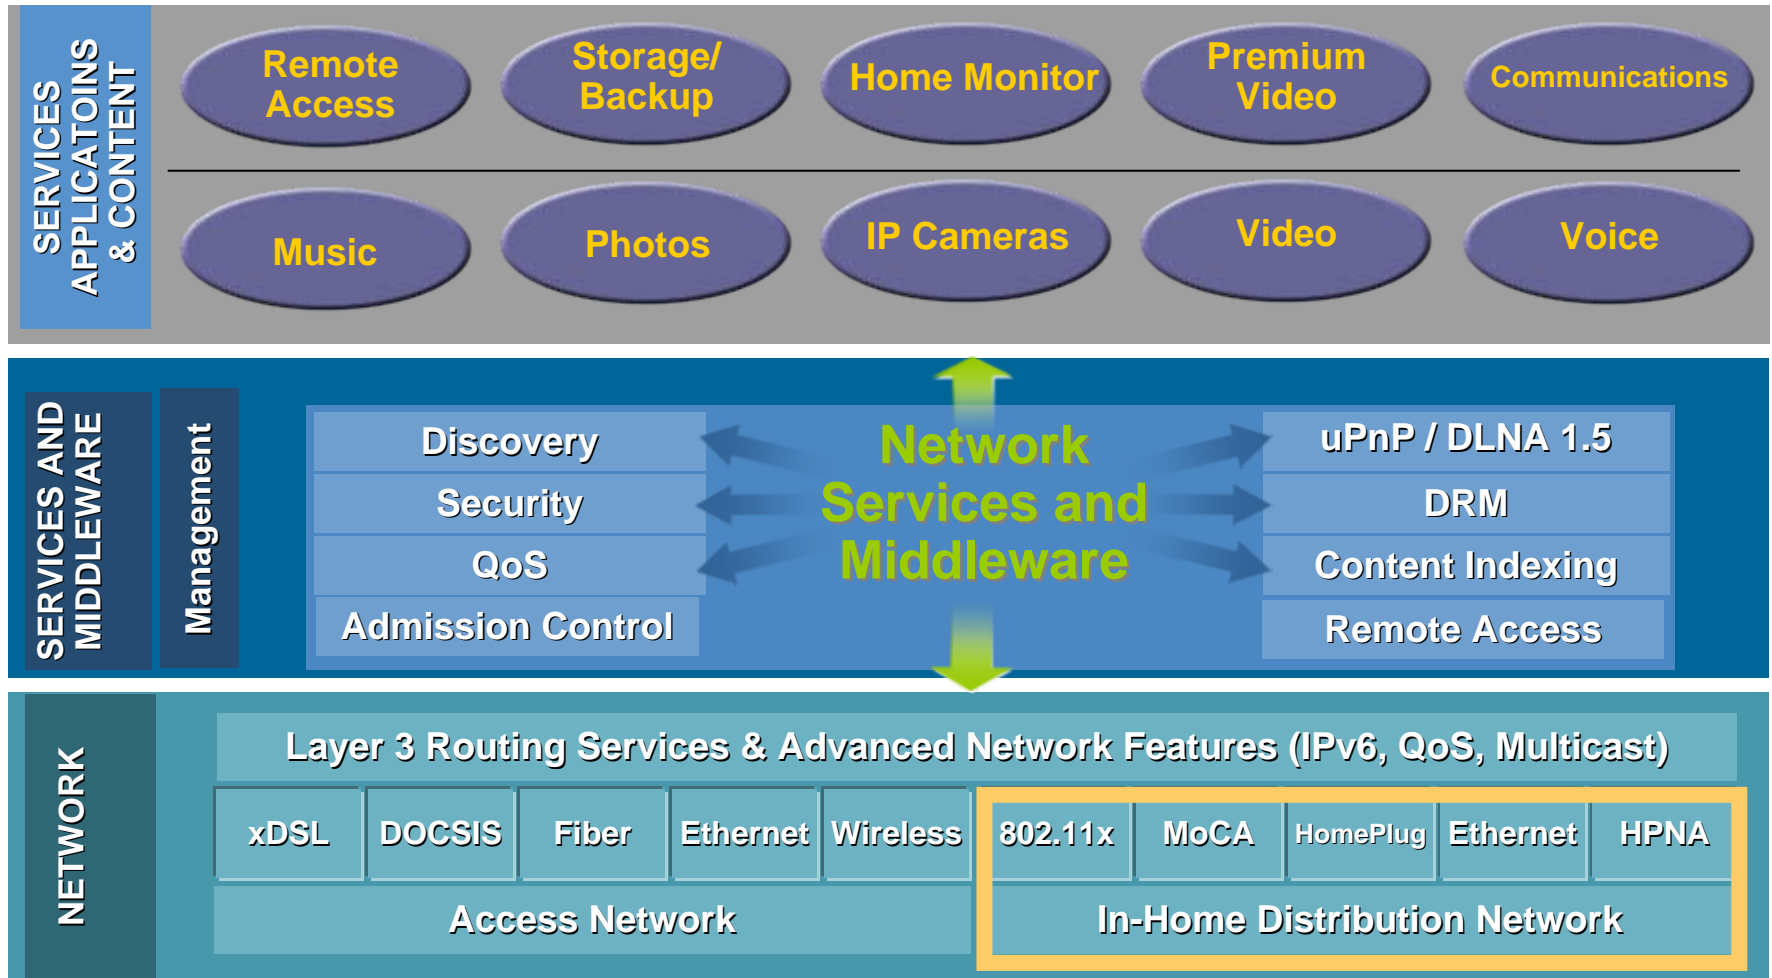 SERVICES
APPLICATOINS
& CONTENT
Remote
Access
Storage/
Backup
Home Monitor
Premium
Video
Communications
Music
Photos
IP Cameras
Video
Voice
SERVICES AND
MIDDLEWARE
Management
Discovery
Security
QoS
Admission Control
Network
Services and
Middleware
uPnP / DLNA 1.5
DRM
Content Indexing
Remote Access
NETWORK
Layer 3 Routing Services & Advanced Network Features (IPv6, QoS, Multicast)
xDSL
DOCSIS
Fiber
Ethernet
Wireless
802.11x
MoCA
HomePlug
Ethernet
HPNA
Access Network
In-Home Distribution Network